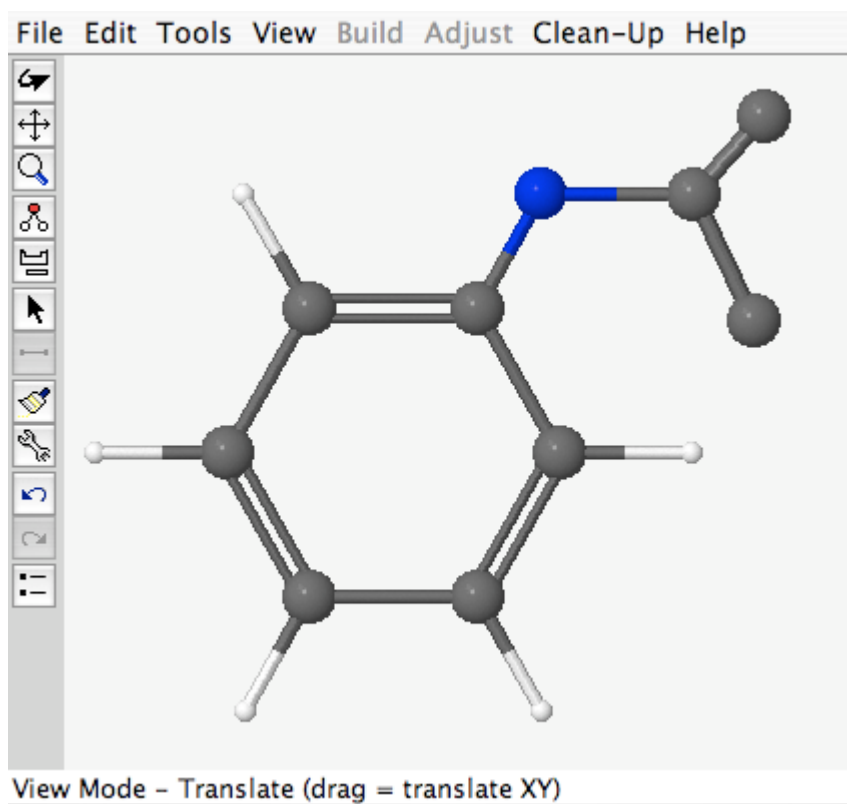 File Edit Tools View Build Adjust Clean-Up Help
View Mode – Translate (drag = translate XY)